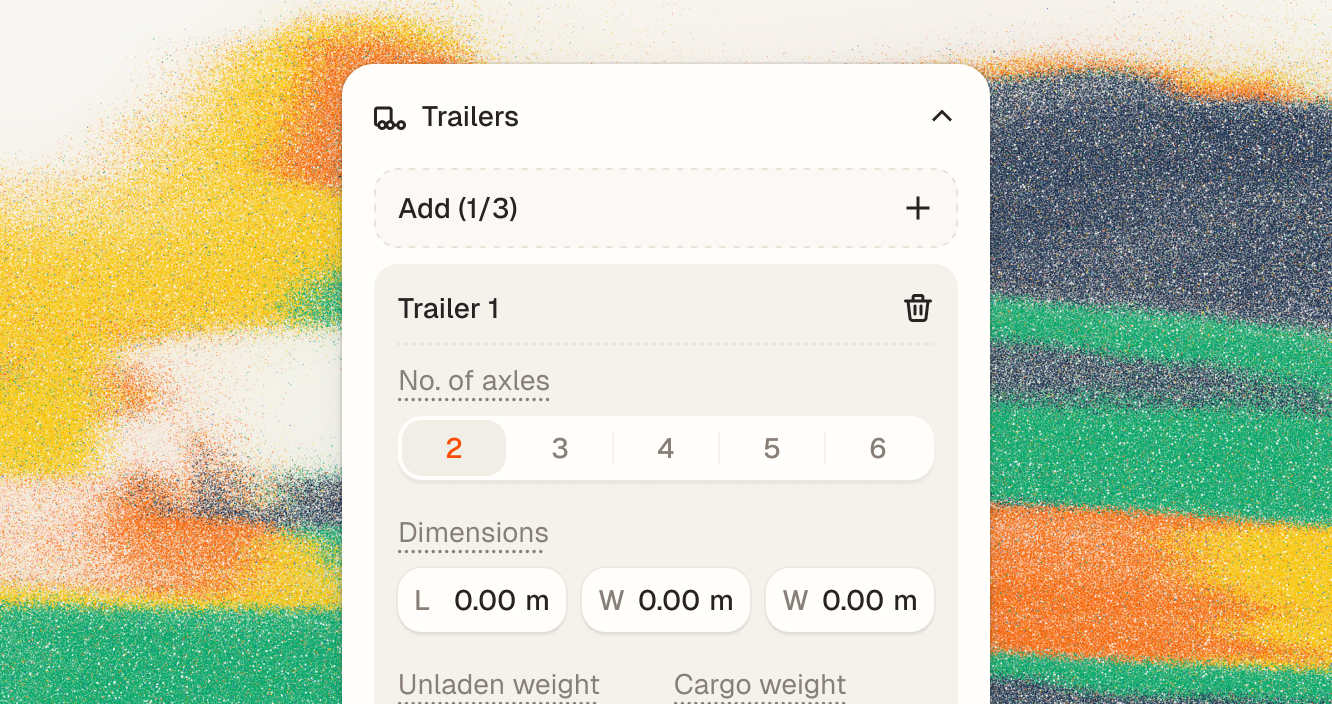 Trailers
Add (1/3)
Trailer 1
No. of axles
2 3 4 5 6
Dimensions
L 0.00 m W 0.00 m W 0.00 m
Unladen weight Cargo weight